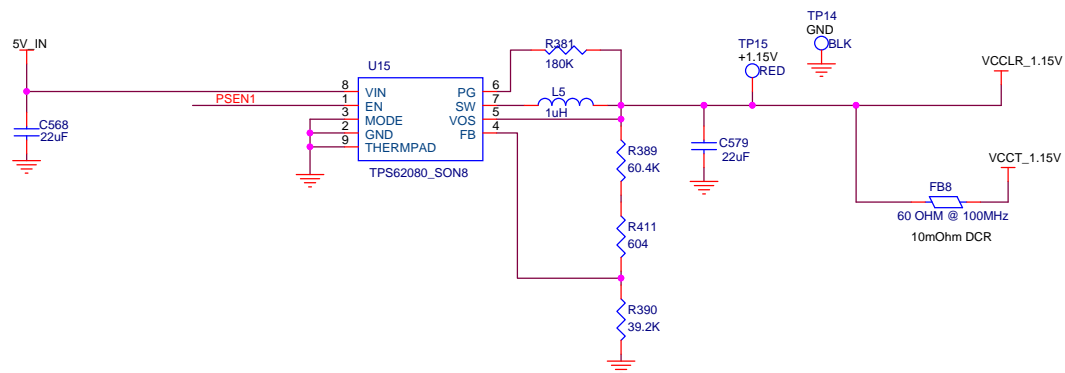 5V_IN
C568
22uF
PSEN1
U15
8
1
3
2
9
VIN
EN
MODE
GND
THERMPAD
PG
SW
VOS
FB
6
7
5
4
TPS62080_SON8
R381
180K
L5
1uH
R389
60.4K
R411
604
R390
39.2K
C579
22uF
TP15
+1.15V
RED
TP14
GND
BLK
VCCLR_1.15V
VCCT_1.15V
FB8
60 OHM @ 100MHz
10mOhm DCR